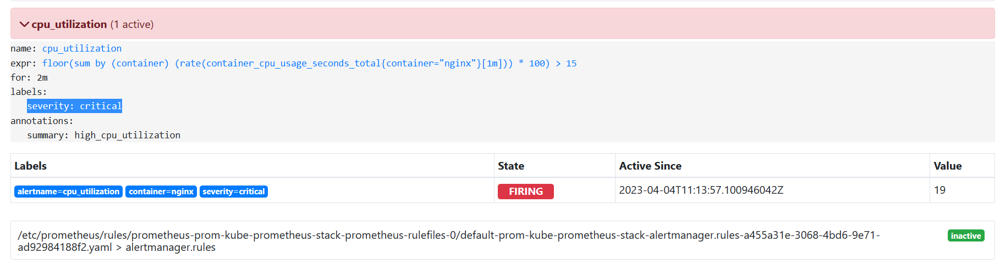 cpu_utilization (1 active)
name: cpu_utilization
expr: floor(sum by (container) (rate(container_cpu_usage_seconds_total{container="nginx"}[1m])) * 100) > 15
for: 2m
labels:
severity: critical
annotations:
summary: high_cpu_utilization
Labels State Active Since Value
alertname=cpu_utilization container=nginx severity=critical FIRING 2023-04-04T11:13:57.100946042Z 19
/etc/prometheus/rules/prometheus-prom-kube-prometheus-stack-prometheus-rulefiles-0/default-prom-kube-prometheus-stack-alertmanager.rules-a455a31e-3068-4bd6-9e71- inactive
ad92984188f2.yaml > alertmanager.rules